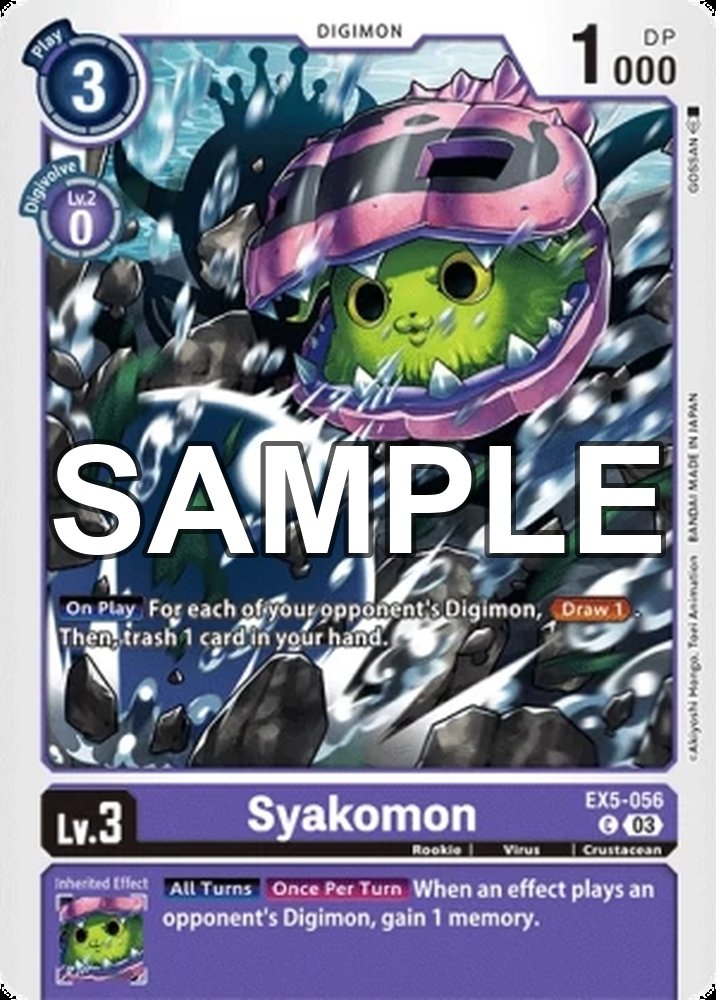 DIGIMON
Play
3
DP
1000
Digivolve
Lv.2
0
GOSSAN
SAMPLE
BANDAI MADE IN JAPAN
©Akiyoshi Hongo, Toei Animation
On Play For each of your opponent's Digimon, Draw 1.
Then, trash 1 card in your hand.
Lv.3
Syakomon
EX5-056
C 03
Rookie | Virus | Crustacean
Inherited Effect
All Turns Once Per Turn When an effect plays an
opponent's Digimon, gain 1 memory.